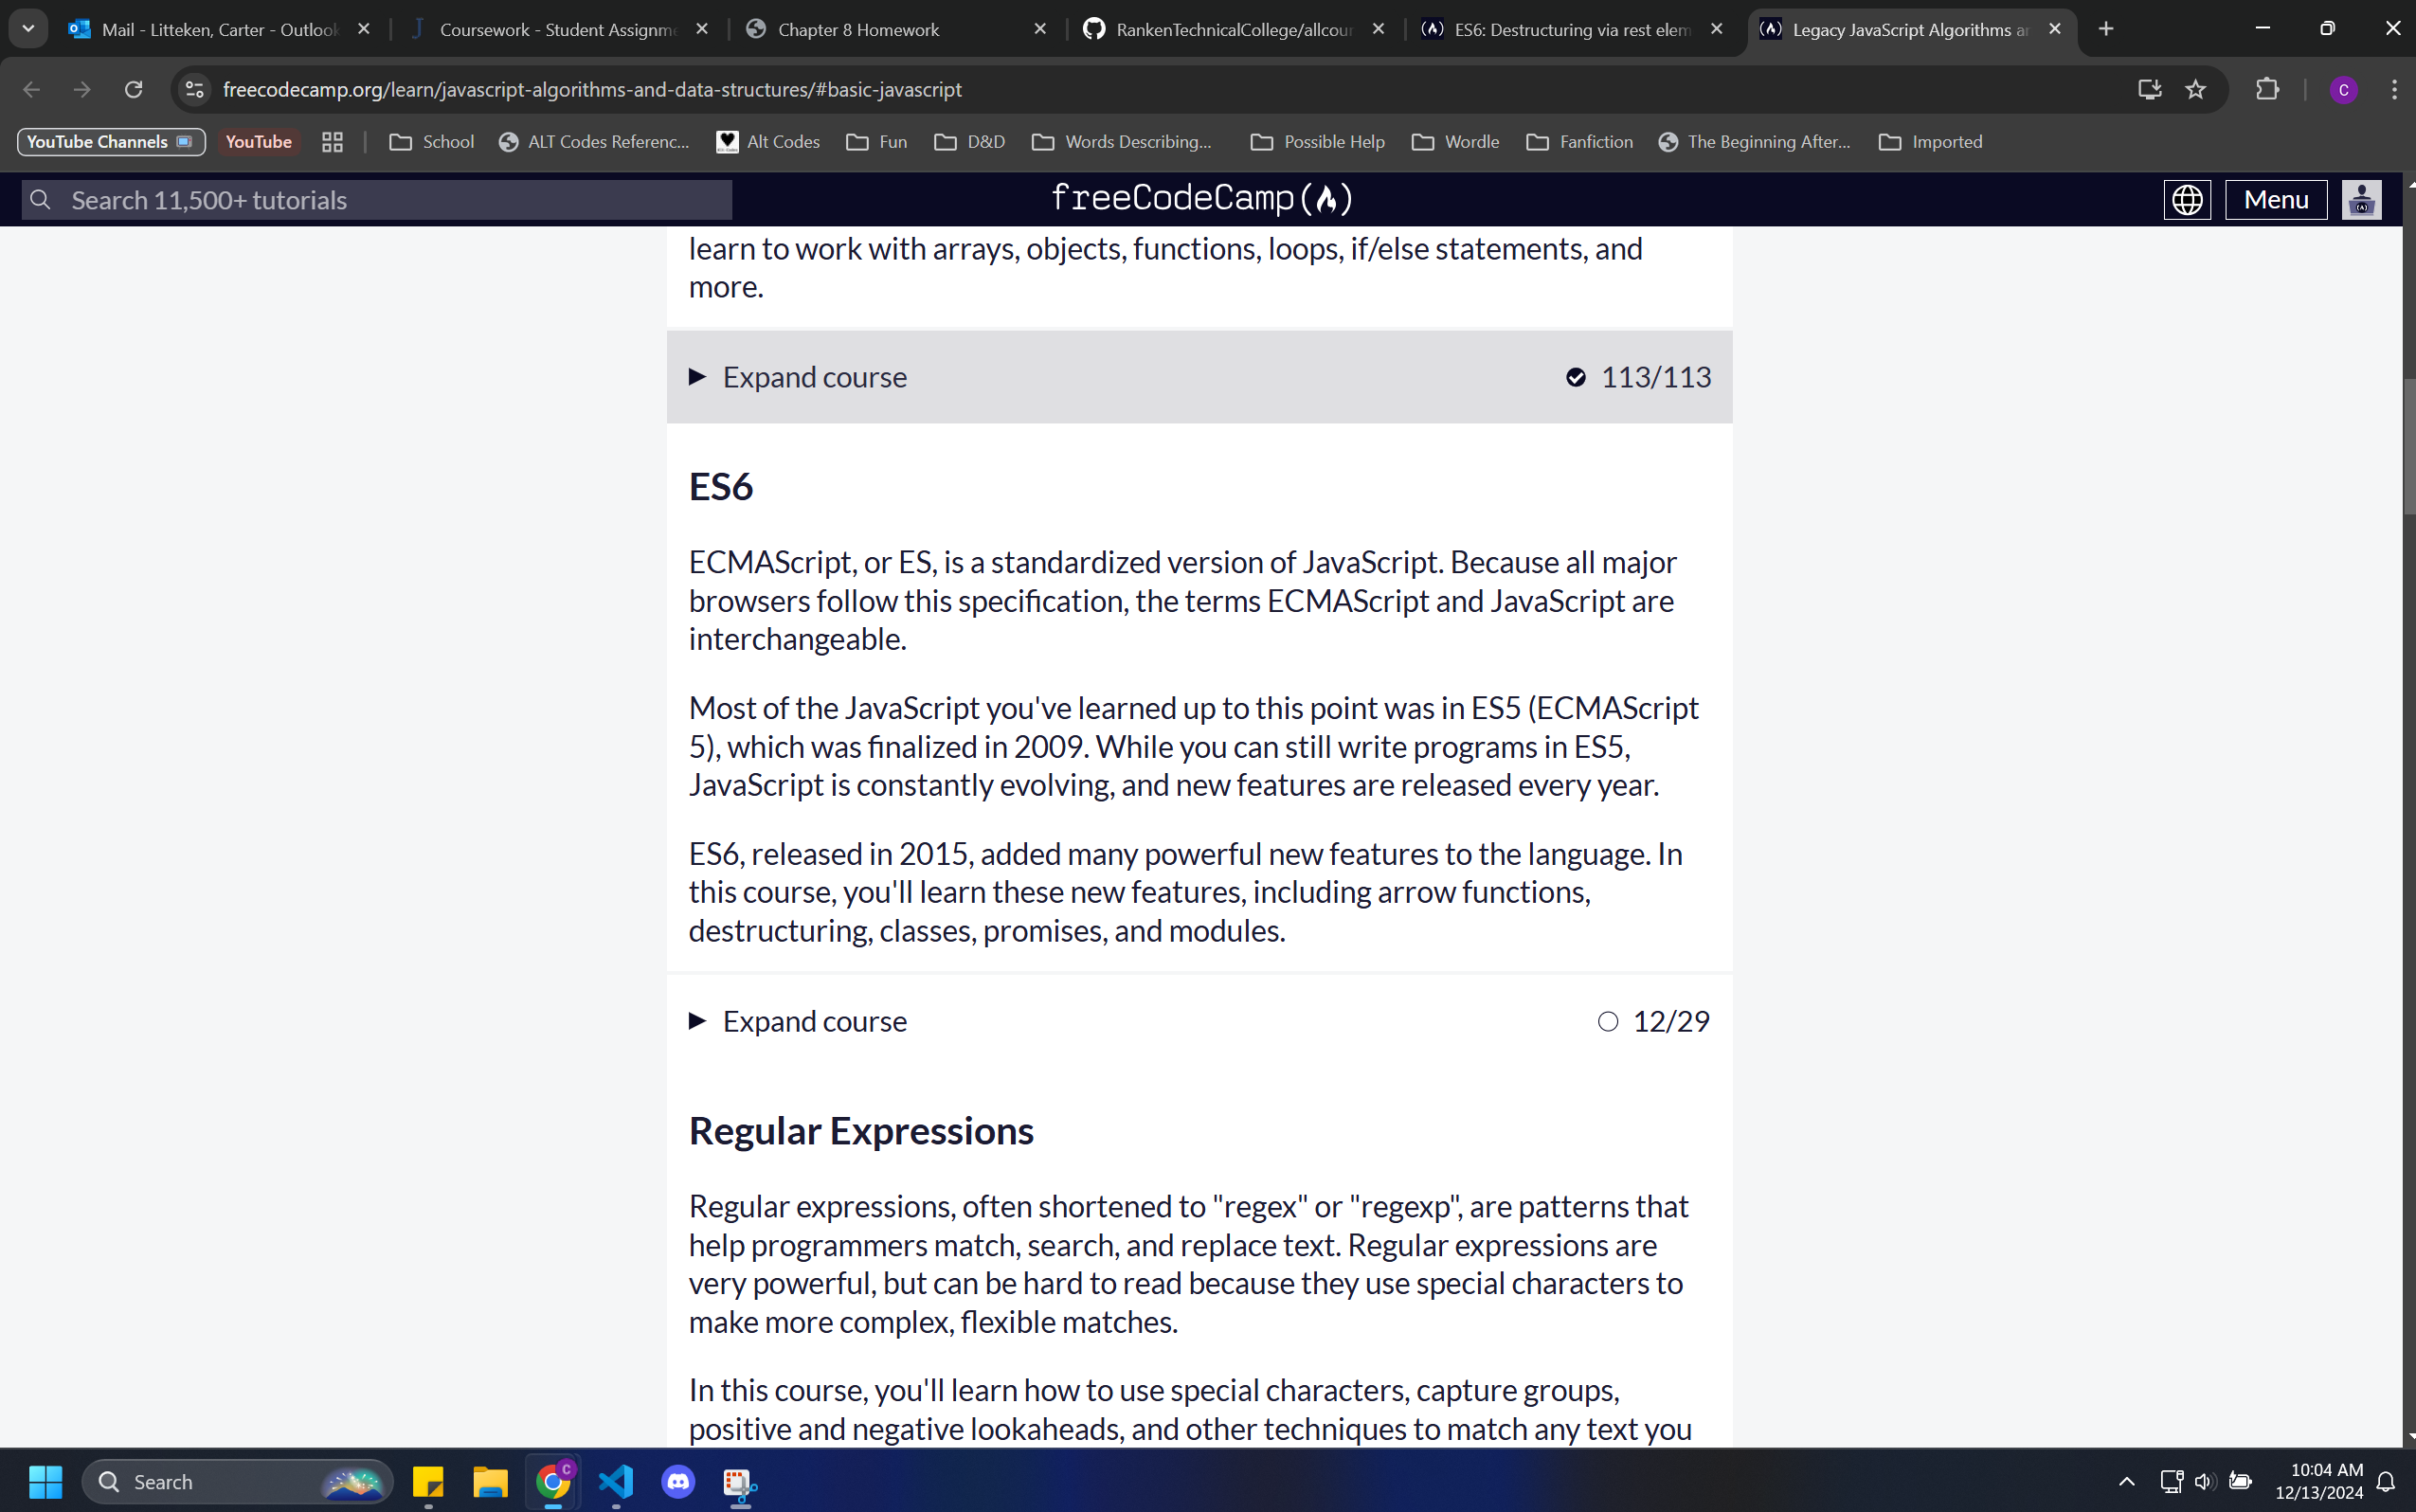 Mail - Litteken, Carter - Outlook
Coursework - Student Assignme
Chapter 8 Homework
RankenTechnicalCollege/allcour
ES6: Destructuring via rest elem
Legacy JavaScript Algorithms an
freecodecamp.org/learn/javascript-algorithms-and-data-structures/#basic-javascript
C
YouTube Channels
YouTube
School
ALT Codes Referenc...
Alt Codes
Fun
D&D
Words Describing...
Possible Help
Wordle
Fanfiction
The Beginning After...
Imported
Search 11,500+ tutorials
freeCodeCamp
Menu
learn to work with arrays, objects, functions, loops, if/else statements, and
more.
Expand course
113/113
ES6
ECMAScript, or ES, is a standardized version of JavaScript. Because all major
browsers follow this specification, the terms ECMAScript and JavaScript are
interchangeable.
Most of the JavaScript you've learned up to this point was in ES5 (ECMAScript
5), which was finalized in 2009. While you can still write programs in ES5,
JavaScript is constantly evolving, and new features are released every year.
ES6, released in 2015, added many powerful new features to the language. In
this course, you'll learn these new features, including arrow functions,
destructuring, classes, promises, and modules.
Expand course
12/29
Regular Expressions
Regular expressions, often shortened to "regex" or "regexp", are patterns that
help programmers match, search, and replace text. Regular expressions are
very powerful, but can be hard to read because they use special characters to
make more complex, flexible matches.
In this course, you'll learn how to use special characters, capture groups,
positive and negative lookaheads, and other techniques to match any text you
Search
C
10:04 AM
12/13/2024